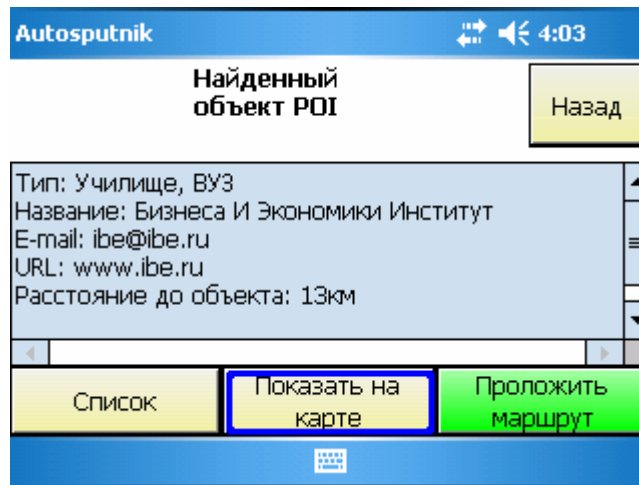 Autosputnik 4:03
Найденный
объект POI
Назад
Тип: Училище, ВУЗ
Название: Бизнеса И Экономики Институт
E-mail: ibe@ibe.ru
URL: www.ibe.ru
Расстояние до объекта: 13км
Список
Показать на
карте
Проложить
маршрут